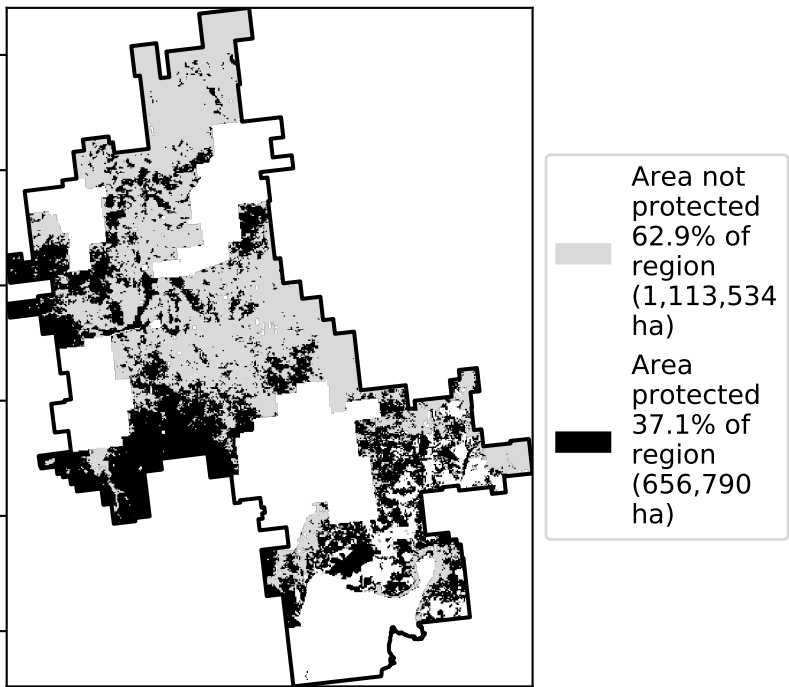 Area not
protected
62.9% of
region
(1,113,534
ha)
Area
protected
37.1% of
region
(656,790
ha)